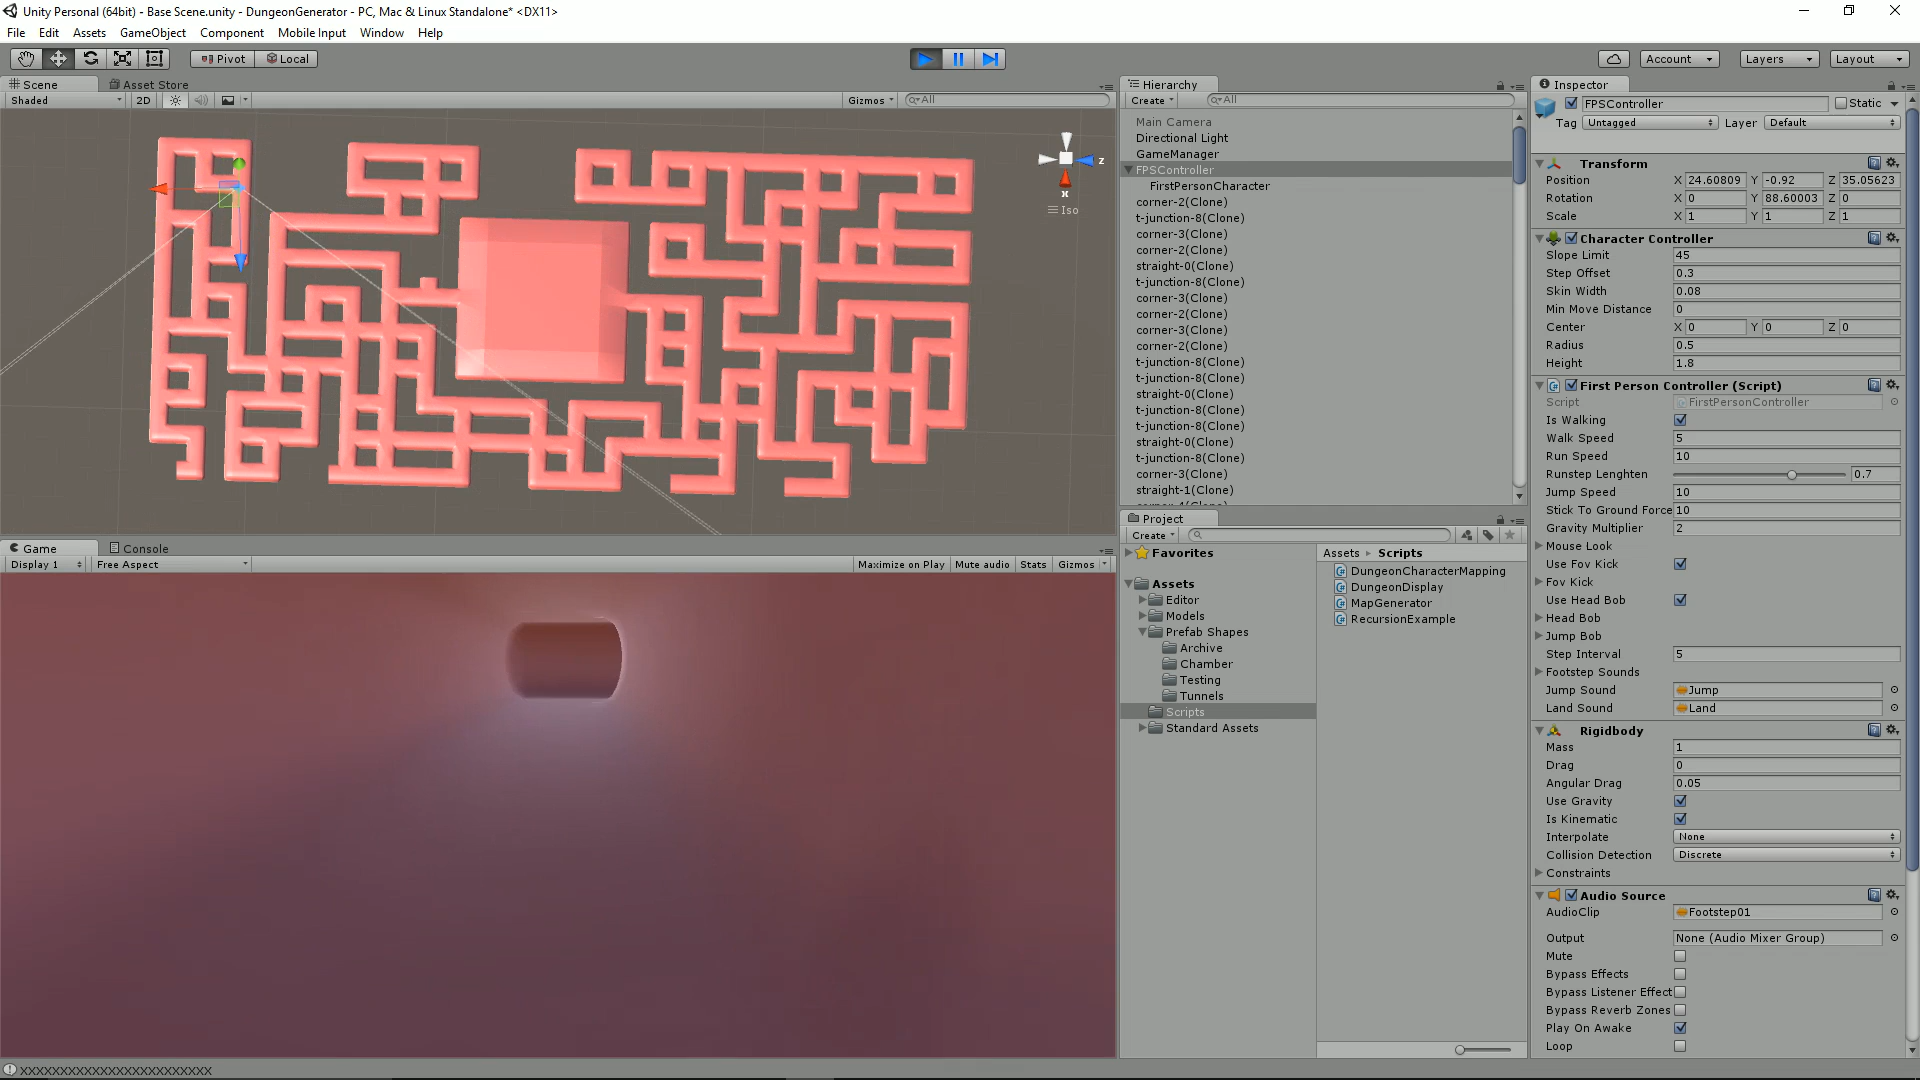 Unity Personal (64bit) - Base Scene.unity - DungeonGenerator - PC, Mac & Linux Standalone* <DX11>
File Edit Assets GameObject Component Mobile Input Window Help
Pivot Local Account Layers Layout
Scene Asset Store
Shaded 2D Gizmos All
z
x
Iso
Game Console
Display 1 Free Aspect Maximize on Play Mute audio Stats Gizmos
Hierarchy
Create All
Main Camera
Directional Light
GameManager
FPSController
FirstPersonCharacter
corner-2(Clone)
t-junction-8(Clone)
corner-3(Clone)
corner-2(Clone)
straight-0(Clone)
t-junction-8(Clone)
corner-3(Clone)
corner-2(Clone)
corner-3(Clone)
corner-2(Clone)
t-junction-8(Clone)
t-junction-8(Clone)
straight-0(Clone)
t-junction-8(Clone)
t-junction-8(Clone)
straight-0(Clone)
t-junction-8(Clone)
corner-3(Clone)
straight-1(Clone)
Project
Create
Favorites
Assets
Editor
Models
Prefab Shapes
Archive
Chamber
Testing
Tunnels
Scripts
Standard Assets
Assets Scripts
DungeonCharacterMapping
DungeonDisplay
MapGenerator
RecursionExample
Inspector
FPSController Static
Tag Untagged Layer Default
Transform
Position X 24.60809 Y -0.92 Z 35.05623
Rotation X 0 Y 88.60003 Z 0
Scale X 1 Y 1 Z 1
Character Controller
Slope Limit 45
Step Offset 0.3
Skin Width 0.08
Min Move Distance 0
Center X 0 Y 0 Z 0
Radius 0.5
Height 1.8
First Person Controller (Script)
Script FirstPersonController
Is Walking
Walk Speed 5
Run Speed 10
Runstep Lenghten 0.7
Jump Speed 10
Stick To Ground Force 10
Gravity Multiplier 2
Mouse Look
Use Fov Kick
Fov Kick
Use Head Bob
Head Bob
Jump Bob
Step Interval 5
Footstep Sounds
Jump Sound Jump
Land Sound Land
Rigidbody
Mass 1
Drag 0
Angular Drag 0.05
Use Gravity
Is Kinematic
Interpolate None
Collision Detection Discrete
Constraints
Audio Source
AudioClip Footstep01
Output None (Audio Mixer Group)
Mute
Bypass Effects
Bypass Listener Effect
Bypass Reverb Zones
Play On Awake
Loop
XXXXXXXXXXXXXXXXXXXXXXXX